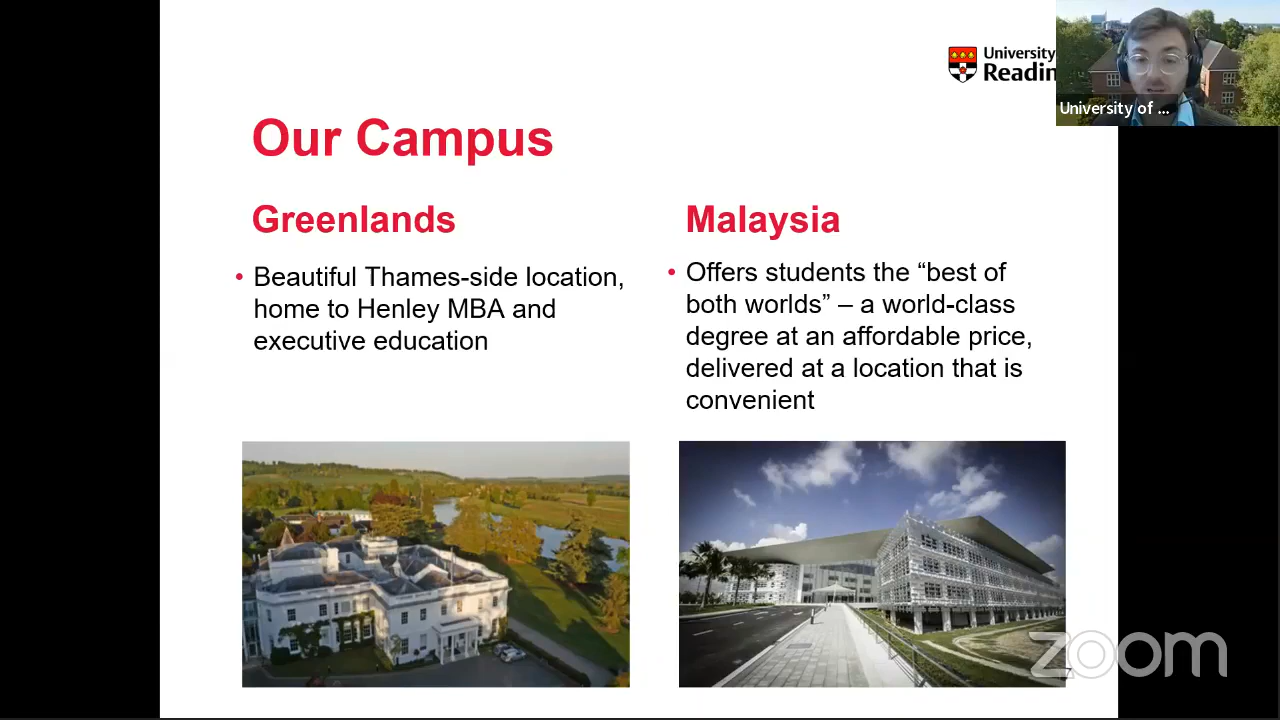 University
Readin
University of ...
Our Campus
Greenlands
• Beautiful Thames-side location,
home to Henley MBA and
executive education
Malaysia
• Offers students the “best of
both worlds” – a world-class
degree at an affordable price,
delivered at a location that is
convenient
zoom